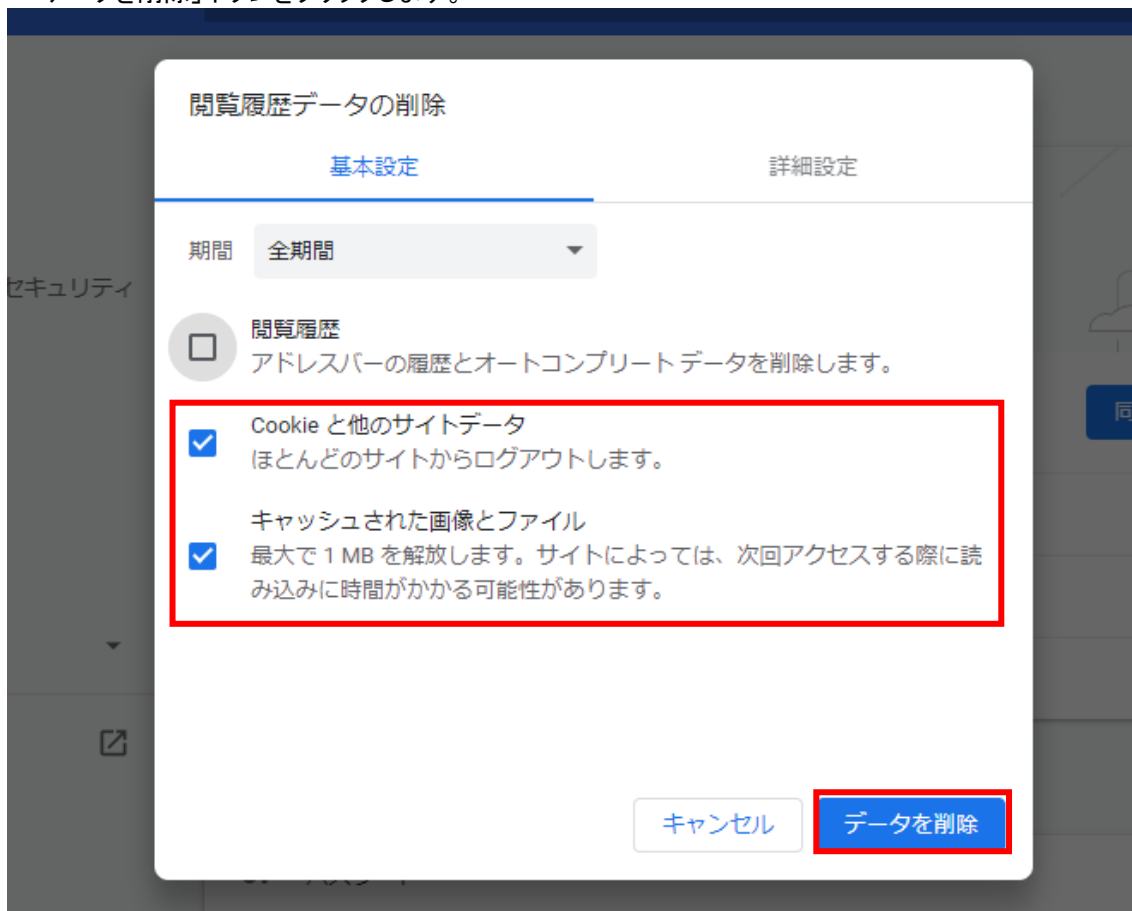 閲覧履歴データの削除
基本設定
詳細設定
期間
全期間
セキュリティ
閲覧履歴
アドレスバーの履歴とオートコンプリート データを削除します。
Cookie と他のサイトデータ
ほとんどのサイトからログアウトします。
キャッシュされた画像とファイル
最大で 1 MB を解放します。サイトによっては、次回アクセスする際に読
み込みに時間がかかる可能性があります。
キャンセル
データを削除